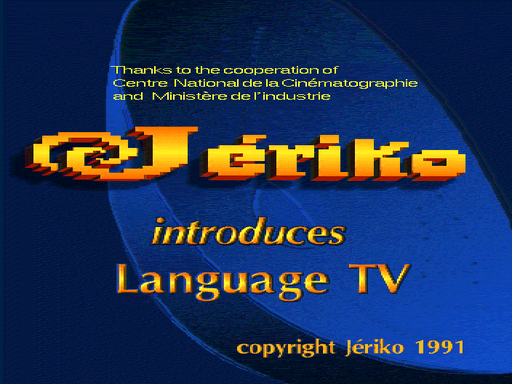 Thanks to the cooperation of
Centre National de la Cinématographie
and Ministère de l'industrie
Jériko
introduces
Language TV
copyright Jériko 1991